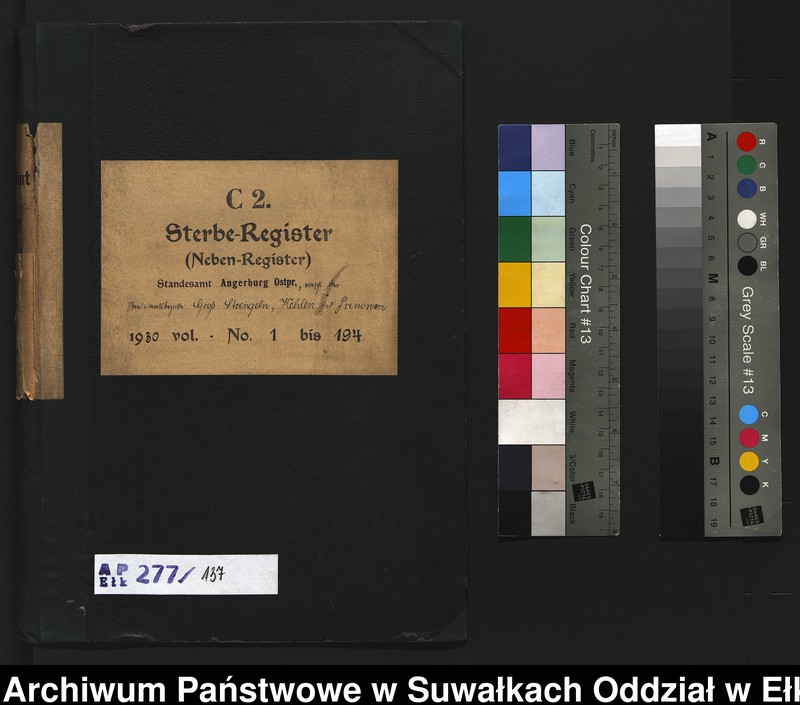 C 2.
Sterbe-Register
(Neben-Register)
Standesamt Angerburg Ostpr.,
Groß Strengeln, Kehlen
1930 vol. - No. 1 bis 194
AP
Ełk 277/137
Centimetres
Inches
Blue
Cyan
Green
Yellow
Red
Magenta
White
3/Color
Black
Colour Chart #13
A 1 2 3 4 5 6 M 8 9 10 11 12 13 14 15 B 17 18 19
R
G
B
WH
GR
BL
Grey Scale #13
C
M
Y
K
Archiwum Państwowe w Suwałkach Oddział w Ełk